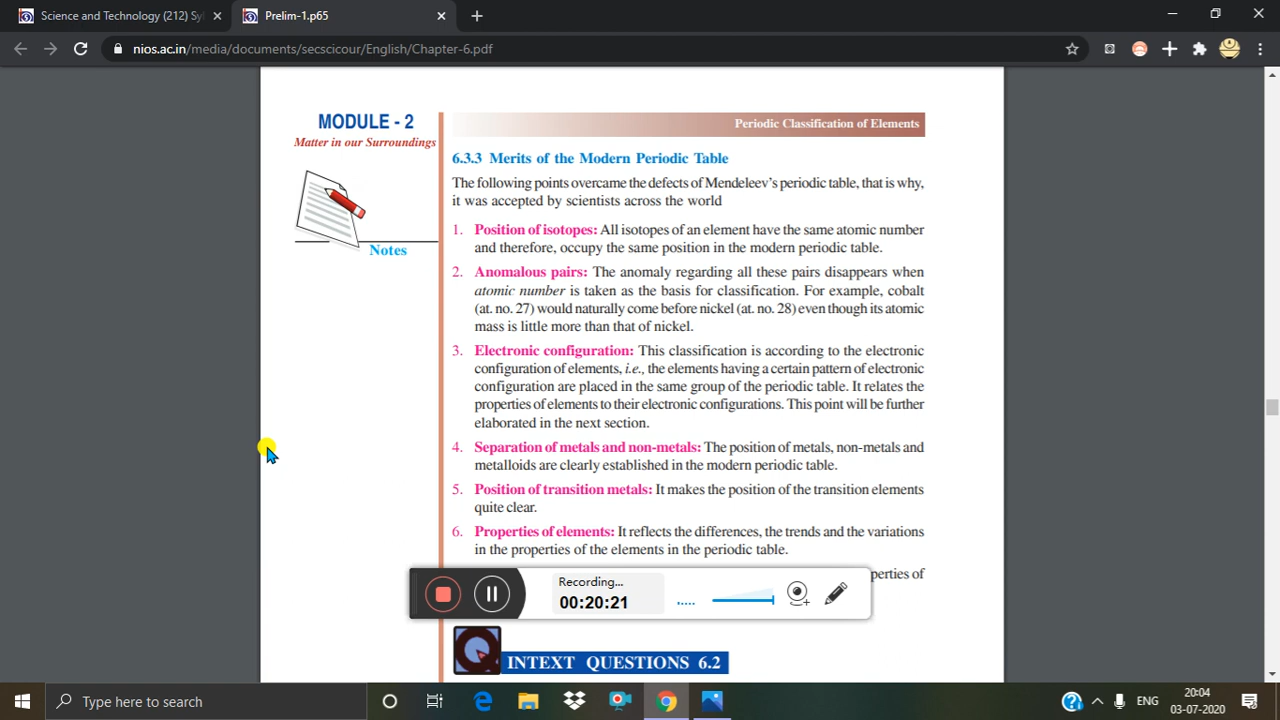 Science and Technology (212) Syl
Prelim-1.p65
nios.ac.in/media/documents/secscicour/English/Chapter-6.pdf
MODULE - 2
Matter in our Surroundings
Notes
Periodic Classification of Elements
6.3.3 Merits of the Modern Periodic Table
The following points overcame the defects of Mendeleev's periodic table, that is why,
it was accepted by scientists across the world
1. Position of isotopes: All isotopes of an element have the same atomic number
and therefore, occupy the same position in the modern periodic table.
2. Anomalous pairs: The anomaly regarding all these pairs disappears when
atomic number is taken as the basis for classification. For example, cobalt
(at. no. 27) would naturally come before nickel (at. no. 28) even though its atomic
mass is little more than that of nickel.
3. Electronic configuration: This classification is according to the electronic
configuration of elements, i.e., the elements having a certain pattern of electronic
configuration are placed in the same group of the periodic table. It relates the
properties of elements to their electronic configurations. This point will be further
elaborated in the next section.
4. Separation of metals and non-metals: The position of metals, non-metals and
metalloids are clearly established in the modern periodic table.
5. Position of transition metals: It makes the position of the transition elements
quite clear.
6. Properties of elements: It reflects the differences, the trends and the variations
in the properties of the elements in the periodic table.
perties of
Recording...
00:20:21
INTEXT QUESTIONS 6.2
Type here to search
ENG
20:04
03-07-2020